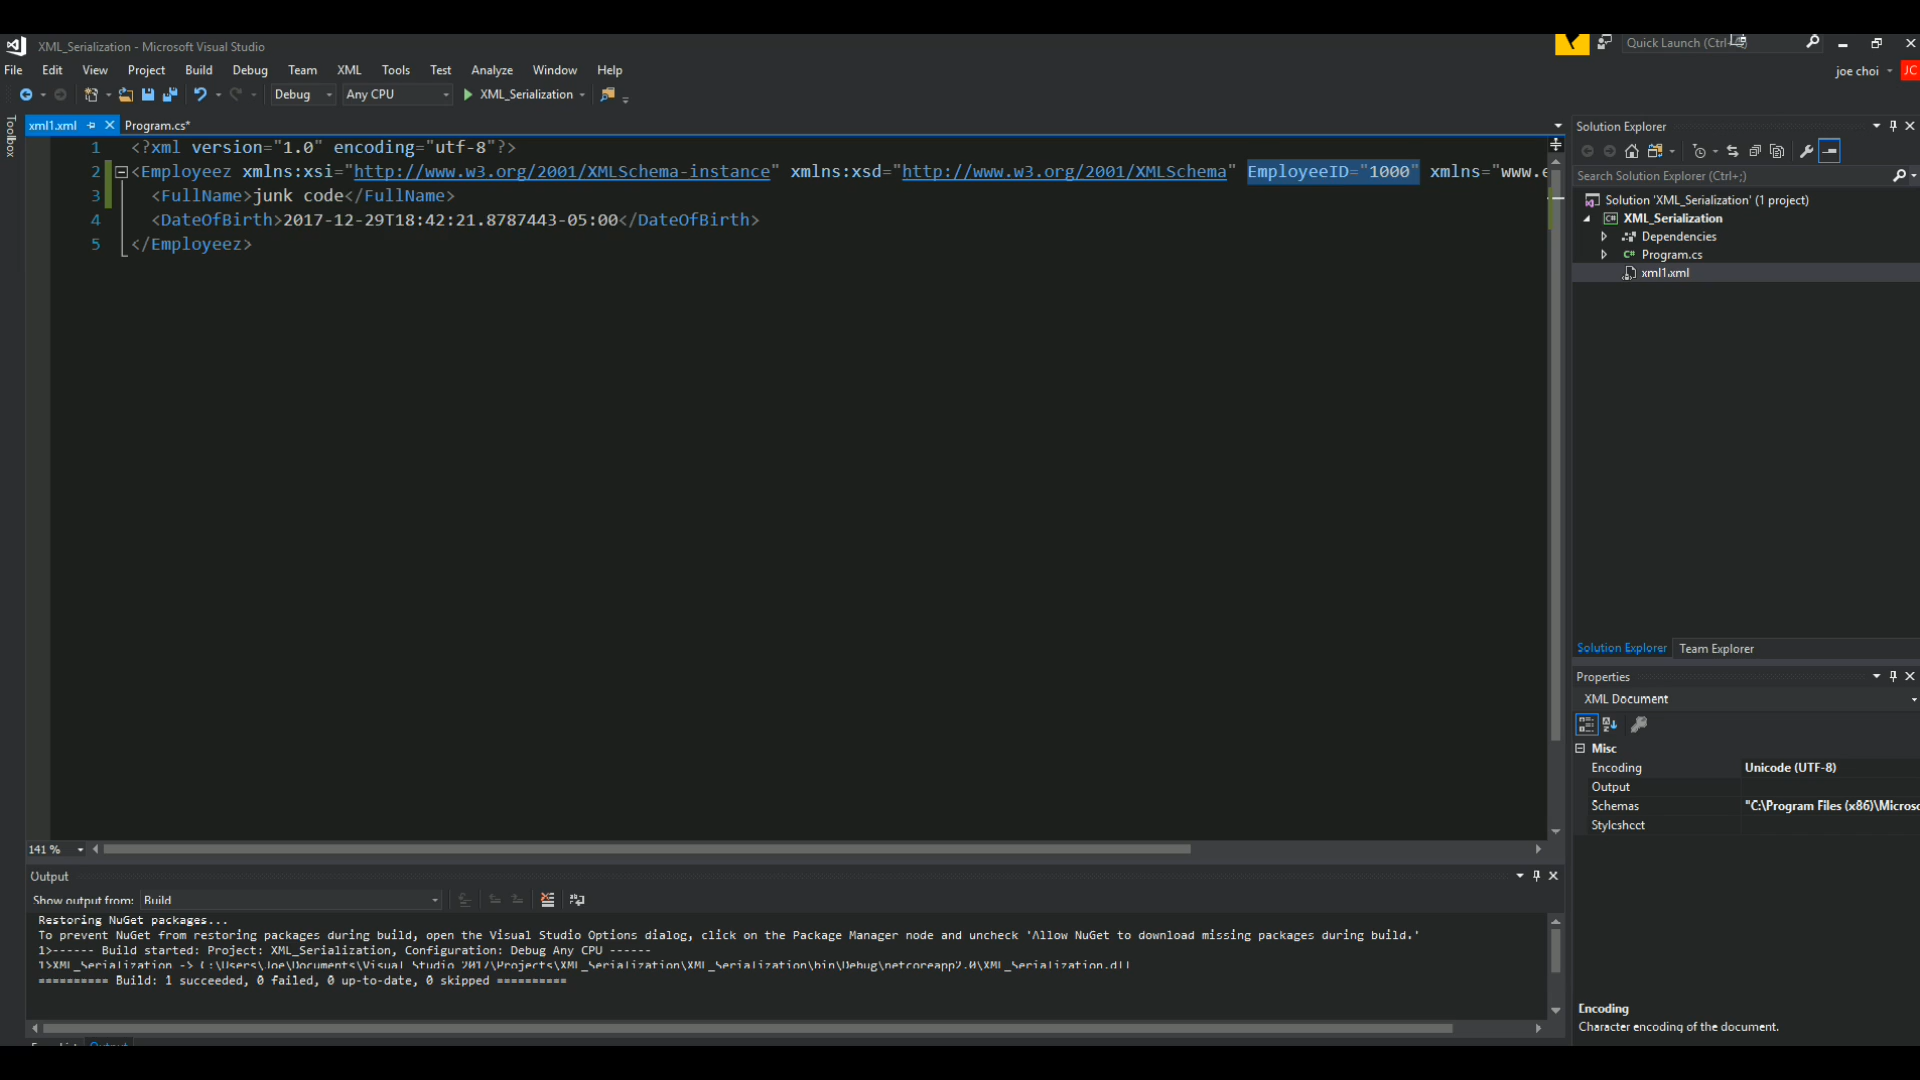 XML_Serialization - Microsoft Visual Studio
Quick Launch (Ctrl+
File Edit View Project Build Debug Team XML Tools Test Analyze Window Help
joe choi JC
Debug Any CPU XML_Serialization
Toolbox
xml1.xml Program.cs*
1 <?xml version="1.0" encoding="utf-8"?>
2 <Employeez xmlns:xsi="http://www.w3.org/2001/XMLSchema-instance" xmlns:xsd="http://www.w3.org/2001/XMLSchema" EmployeeID="1000" xmlns="www.e
3 <FullName>junk code</FullName>
4 <DateOfBirth>2017-12-29T18:42:21.8787443-05:00</DateOfBirth>
5 </Employeez>
141 %
Solution Explorer
Search Solution Explorer (Ctrl+;)
Solution 'XML_Serialization' (1 project)
XML_Serialization
Dependencies
Program.cs
xml1.xml
Solution Explorer Team Explorer
Properties
XML Document
Misc
Encoding Unicode (UTF-8)
Output
Schemas "C:\Program Files (x86)\Microso
Stylesheet
Encoding
Character encoding of the document.
Output
Show output from: Build
Restoring NuGet packages...
To prevent NuGet from restoring packages during build, open the Visual Studio Options dialog, click on the Package Manager node and uncheck 'Allow NuGet to download missing packages during build.'
1>------ Build started: Project: XML_Serialization, Configuration: Debug Any CPU ------
1>XML_Serialization -> C:\Users\Joe\Documents\Visual Studio 2017\Projects\XML_Serialization\XML_Serialization\bin\Debug\netcoreapp2.0\XML_Serialization.dll
========== Build: 1 succeeded, 0 failed, 0 up-to-date, 0 skipped ==========
Output